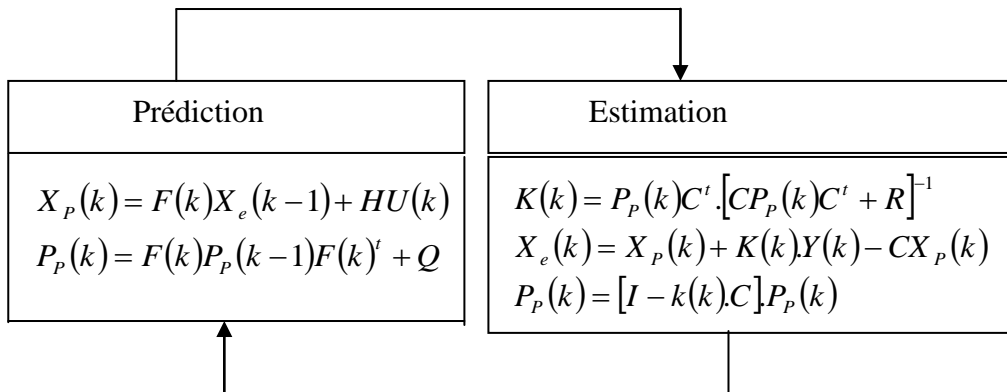 Prédiction
X_P(k) = F(k)X_e(k−1) + HU(k)
P_P(k) = F(k)P_P(k−1)F(k)^t + Q
Estimation
K(k) = P_P(k)C^t.[CP_P(k)C^t + R]^−1
X_e(k) = X_P(k) + K(k).Y(k) − CX_P(k)
P_P(k) = [I − k(k).C].P_P(k)